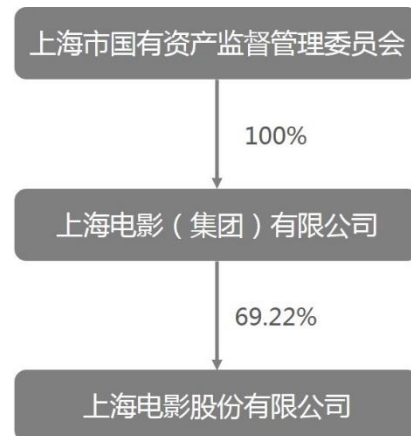 上海市国有资产监督管理委员会
100%
上海电影（集团）有限公司
69.22%
上海电影股份有限公司